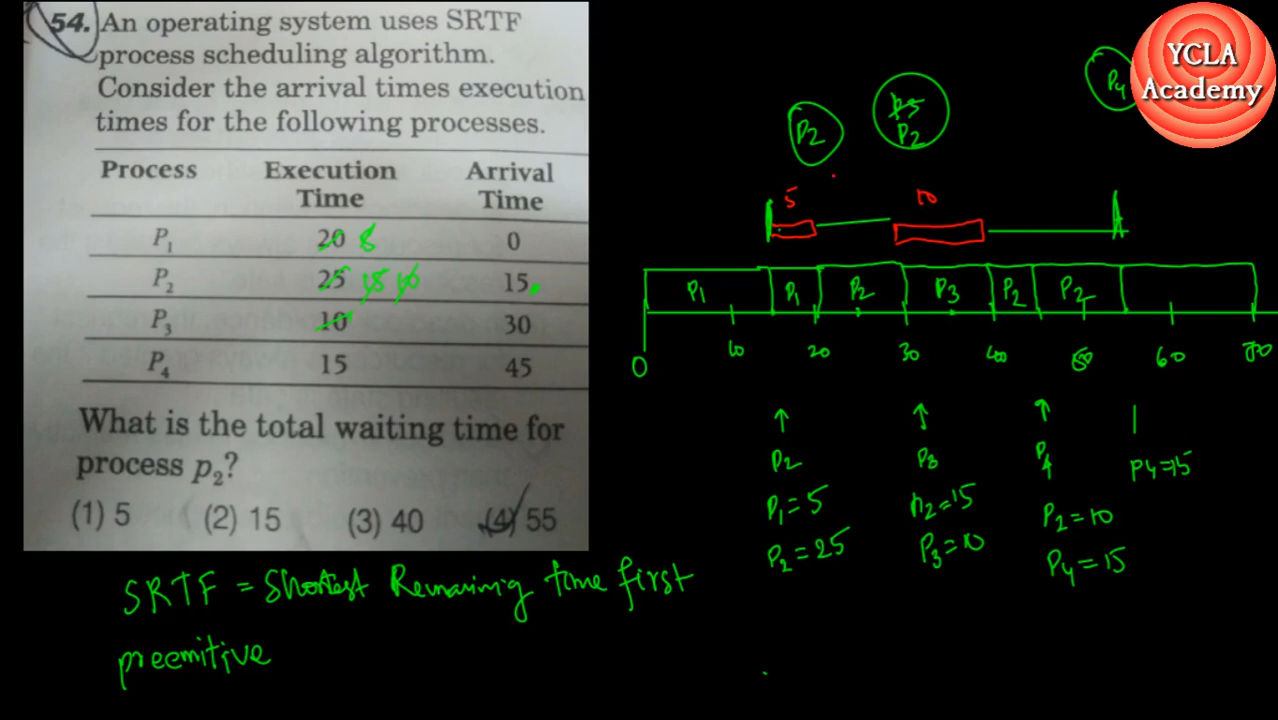 54. An operating system uses SRTF
process scheduling algorithm.
Consider the arrival times execution
times for the following processes.
Process Execution Time Arrival Time
P1 20 8 0
P2 25 15 10 15
P3 10 30
P4 15 45
What is the total waiting time for
process p2?
(1) 5 (2) 15 (3) 40 (4) 55
SRTF = Shortest Remaining time first
preemitive
YCLA
Academy
P2
P2
P4
5 10
P1 P1 P2 P3 P2 P2
0 10 20 30 40 50 60 70
P2 P3 P4 P4=15
P1=5 P2=15 P2=10
P2=25 P3=10 P4=15